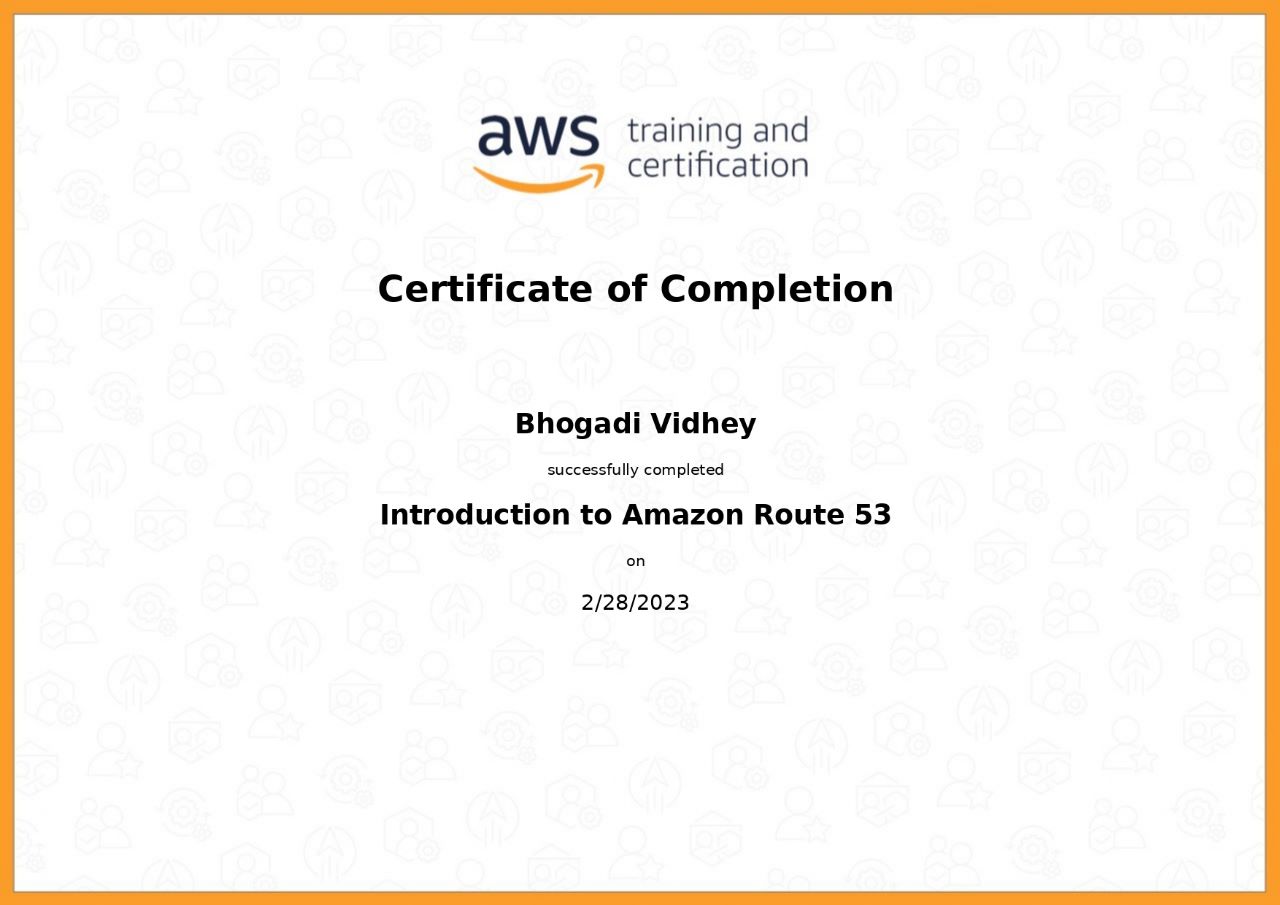 aws training and
certification
Certificate of Completion
Bhogadi Vidhey
successfully completed
Introduction to Amazon Route 53
on
2/28/2023